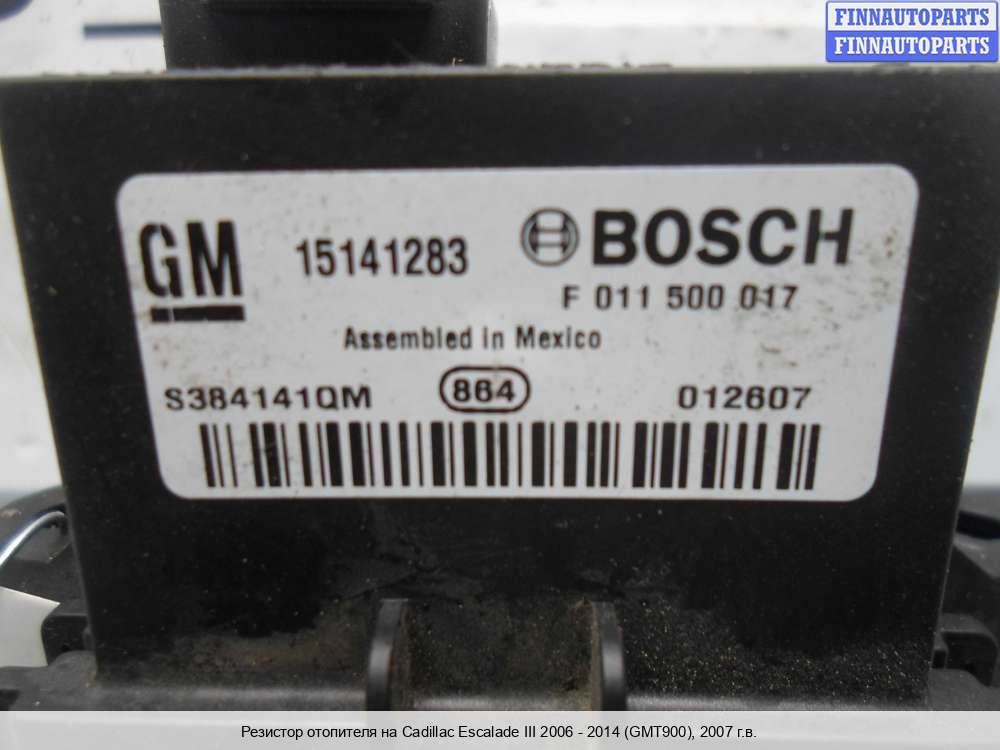 FINNAUTOPARTS
FINNAUTOPARTS
GM 15141283 BOSCH
F 011 500 017
Assembled in Mexico
S384141QM 864 012607
Резистор отопителя на Cadillac Escalade III 2006 - 2014 (GMT900), 2007 г.в.